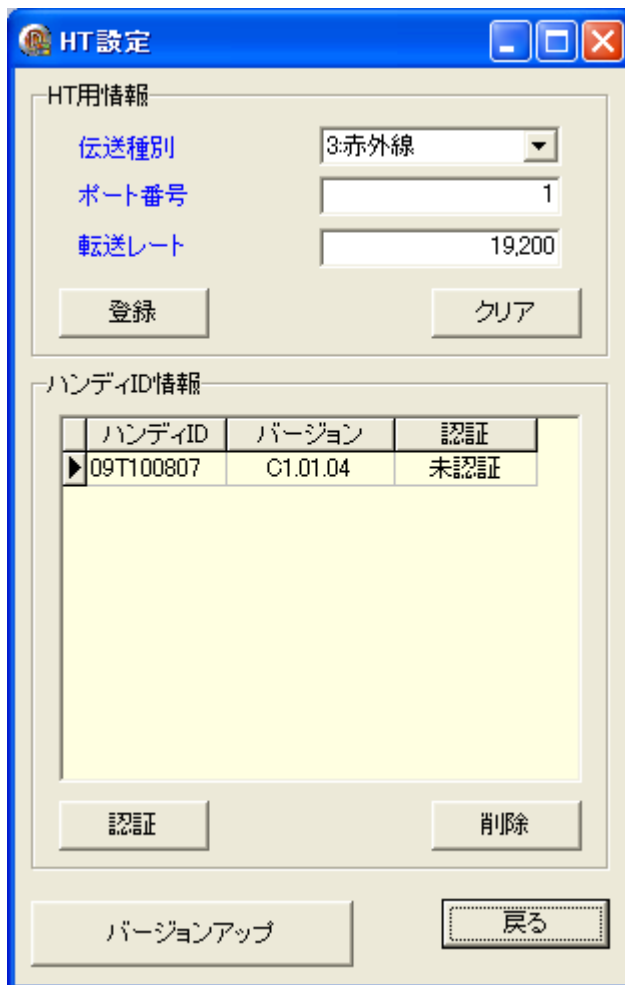 HT設定
HT用情報
伝送種別 3:赤外線
ポート番号 1
転送レート 19,200
登録 クリア
ハンディID情報
ハンディID バージョン 認証
09T100807 C1.01.04 未認証
認証 削除
バージョンアップ 戻る